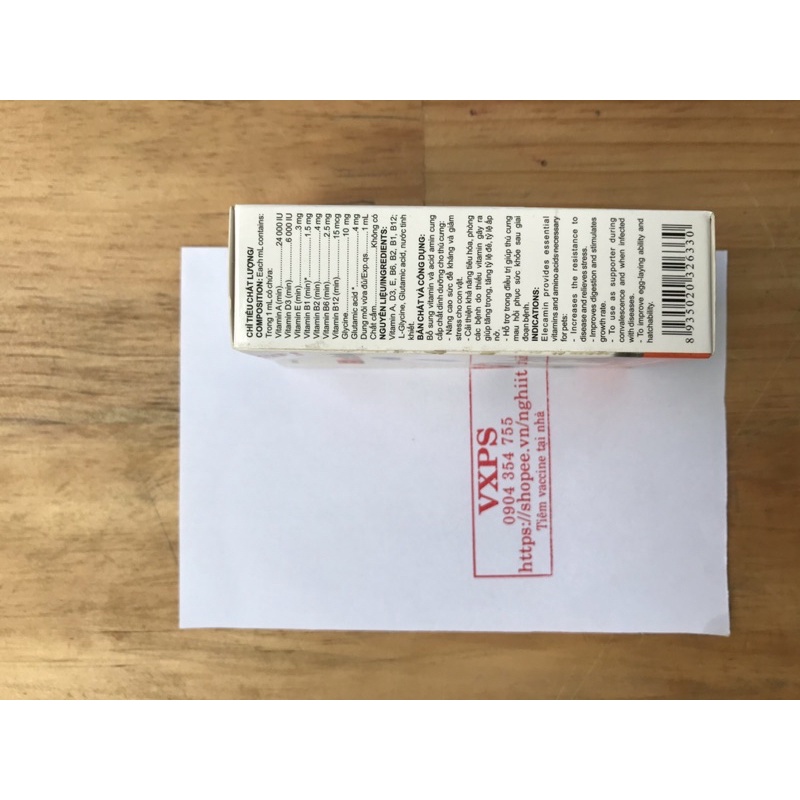 CHỈ TIÊU CHẤT LƯỢNG/
COMPOSITION: Each mL contains:
Trong 1 mL có chứa:
Vitamin A (min)..........24 000 IU
Vitamin D3 (min)..........6 000 IU
Vitamin E (min)..........3 mg
Vitamin B1 (min)*..........1.5 mg
Vitamin B2 (min)..........4 mg
Vitamin B6 (min)..........2.5 mg
Vitamin B12 (min)..........15 mcg
Glycine..........10 mg
Glutamic acid*..........4 mg
Dung môi vừa đủ/Exp.qs...1 mL
Chất cấm..........Không có
NGUYÊN LIỆU/INGREDIENTS:
Vitamin A, D3, E, B6, B2, B1, B12;
L-Glycine, Glutamic acid, nước tinh
khiết.
BẢN CHẤT VÀ CÔNG DỤNG:
Bổ sung vitamin và acid amin cung
cấp chất dinh dưỡng cho thú cưng:
- Nâng cao sức đề kháng và giảm
stress cho con vật.
- Cải thiện khả năng tiêu hóa, phòng
các bệnh do thiếu vitamin gây ra
giúp tăng trọng, tăng tỷ lệ đẻ, tỷ lệ ấp
nở.
- Hỗ trợ trong điều trị giúp thú cưng
mau hồi phục sức khỏe sau giai
đoạn bệnh.
INDICATIONS:
Elecamin provides essential
vitamins and amino acids necessary
for pets:
- Increases the resistance to
disease and relieves stress.
- Improves digestion and stimulates
growth rate.
- To use as supporter during
convalescence and when infected
with diseases.
- To improve egg-laying ability and
hatchability.
8 935020 326330
VXPS
0904 354 755
https://shopee.vn/nghiit
Tiêm vaccine tại nhà